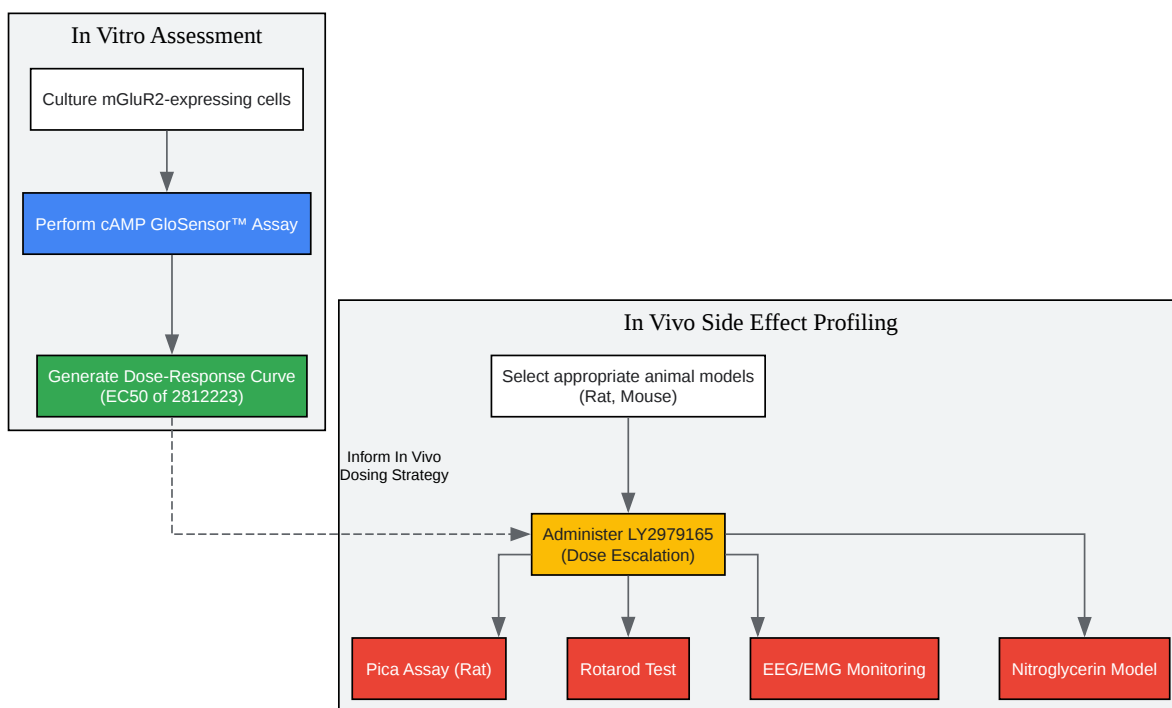 In Vitro Assessment
Culture mGluR2-expressing cells
Perform cAMP GloSensor™ Assay
Generate Dose-Response Curve
(EC50 of 2812223)
In Vivo Side Effect Profiling
Select appropriate animal models
(Rat, Mouse)
Inform In Vivo
Dosing Strategy
Administer LY2979165
(Dose Escalation)
Pica Assay (Rat)
Rotarod Test
EEG/EMG Monitoring
Nitroglycerin Model